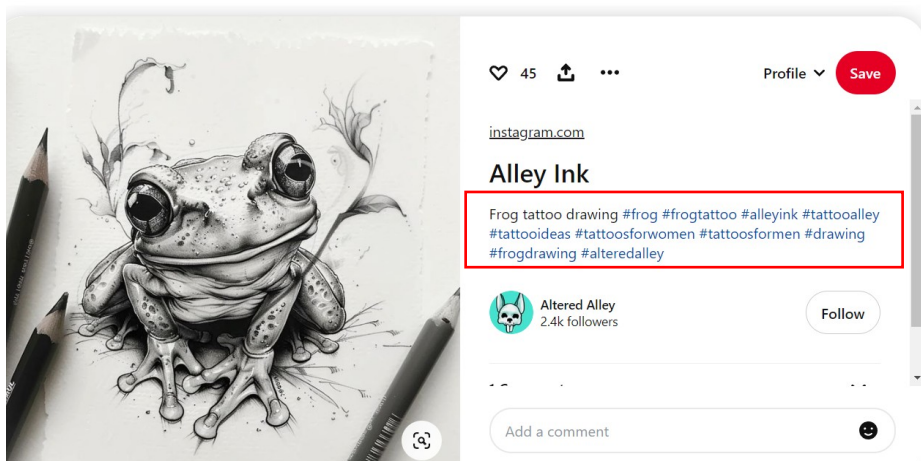 45
Profile
Save
instagram.com
Alley Ink
Frog tattoo drawing #frog #frogtattoo #alleyink #tattooalley
#tattooideas #tattoosforwomen #tattoosformen #drawing
#frogdrawing #alteredalley
Altered Alley
2.4k followers
Follow
Add a comment